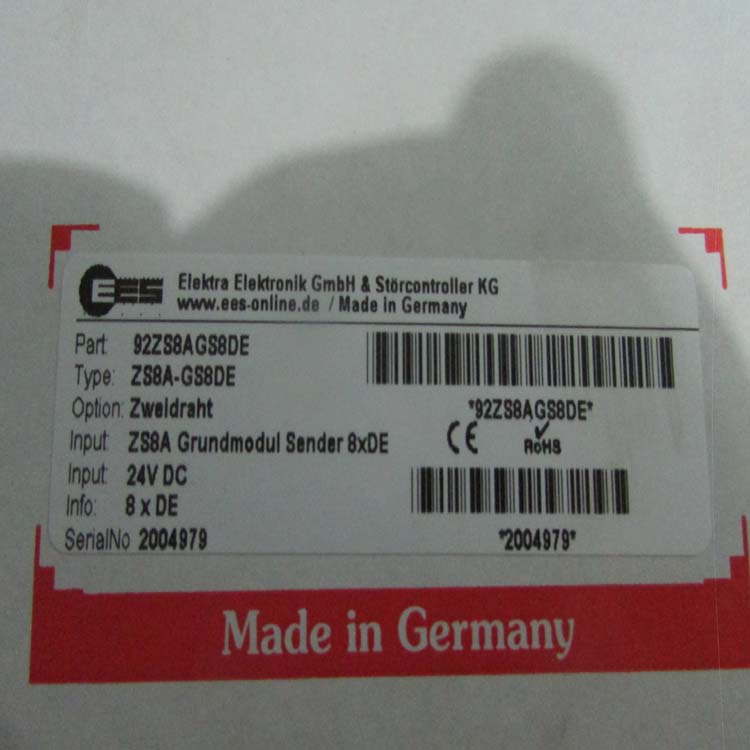 EES
Elektra Elektronik GmbH & Störcontroller KG
www.ees-online.de / Made in Germany
Part: 92ZS8AGS8DE
Type: ZS8A-GS8DE
Option: Zweidraht
*92ZS8AGS8DE*
Input: ZS8A Grundmodul Sender 8xDE
CE RoHS
Input: 24V DC
Info: 8 x DE
SerialNo 2004979
*2004979*
Made in Germany